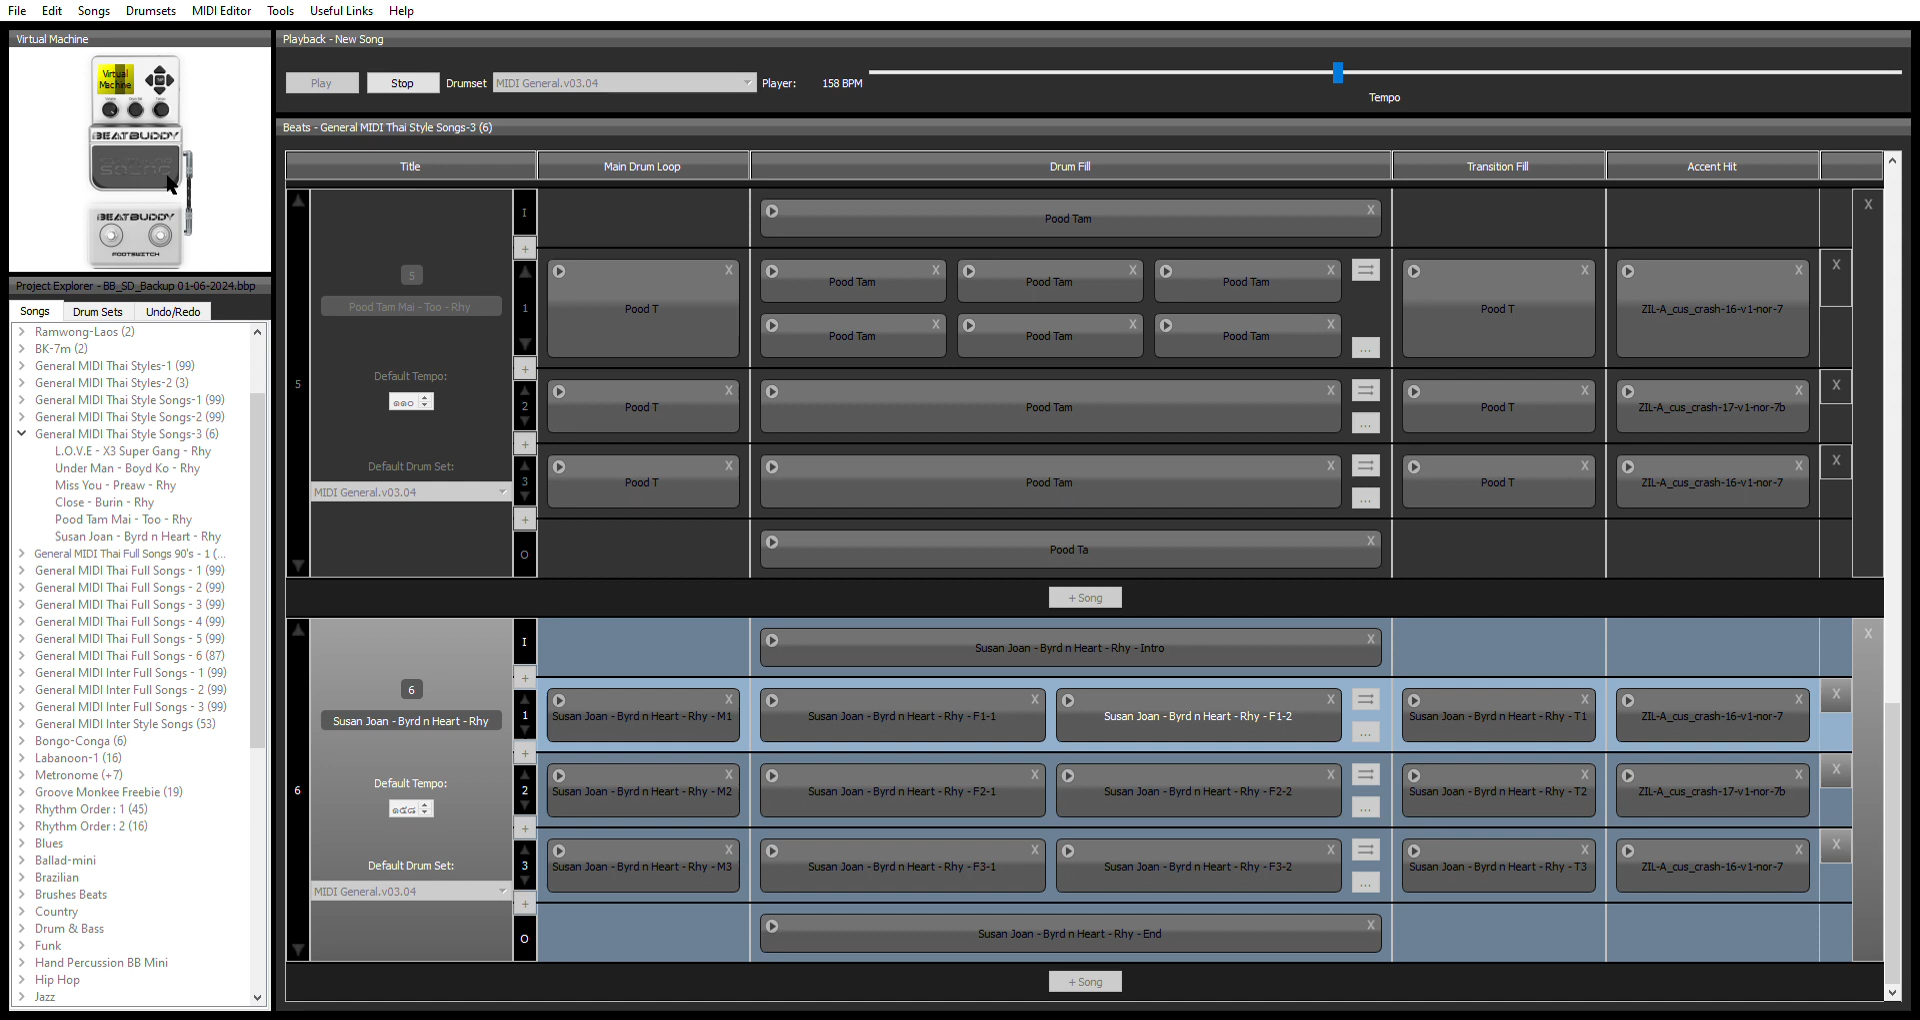 File Edit Songs Drumsets MIDI Editor Tools Useful Links Help
Virtual Machine
Virtual
Machine
BEATBUDDY
BEATBUDDY
FOOTSWITCH
Project Explorer - BB_SD_Backup 01-06-2024.bbp
Songs Drum Sets Undo/Redo
Ramwong-Laos (2)
BK-7m (2)
General MIDI Thai Styles-1 (99)
General MIDI Thai Styles-2 (3)
General MIDI Thai Style Songs-1 (99)
General MIDI Thai Style Songs-2 (99)
General MIDI Thai Style Songs-3 (6)
L.O.V.E - X3 Super Gang - Rhy
Under Man - Boyd Ko - Rhy
Miss You - Preaw - Rhy
Close - Burin - Rhy
Pood Tam Mai - Too - Rhy
Susan Joan - Byrd n Heart - Rhy
General MIDI Thai Full Songs 90's - 1 (...
General MIDI Thai Full Songs - 1 (99)
General MIDI Thai Full Songs - 2 (99)
General MIDI Thai Full Songs - 3 (99)
General MIDI Thai Full Songs - 4 (99)
General MIDI Thai Full Songs - 5 (99)
General MIDI Thai Full Songs - 6 (87)
General MIDI Inter Full Songs - 1 (99)
General MIDI Inter Full Songs - 2 (99)
General MIDI Inter Full Songs - 3 (99)
General MIDI Inter Style Songs (53)
Bongo-Conga (6)
Labanoon-1 (16)
Metronome (+7)
Groove Monkee Freebie (19)
Rhythm Order : 1 (45)
Rhythm Order : 2 (16)
Blues
Ballad-mini
Brazilian
Brushes Beats
Country
Drum & Bass
Funk
Hand Percussion BB Mini
Hip Hop
Jazz
Playback - New Song
Play Stop Drumset MIDI General.v03.04 Player: 158 BPM
Tempo
Beats - General MIDI Thai Style Songs-3 (6)
Title Main Drum Loop Drum Fill Transition Fill Accent Hit
5
5
Pood Tam Mai - Too - Rhy
Default Tempo:
๑๑๐
Default Drum Set:
MIDI General.v03.04
I Pood Tam X X
+
1 Pood T X Pood Tam X Pood Tam X Pood Tam X Pood T X ZIL-A_cus_crash-16-v1-nor-7 X X
Pood Tam X Pood Tam X Pood Tam X ...
+
2 Pood T X Pood Tam X ... Pood T X ZIL-A_cus_crash-17-v1-nor-7b X X
+
3 Pood T X Pood Tam X ... Pood T X ZIL-A_cus_crash-16-v1-nor-7 X X
+
O Pood Ta X
+ Song
6
6
Susan Joan - Byrd n Heart - Rhy
Default Tempo:
๑๕๘
Default Drum Set:
MIDI General.v03.04
I Susan Joan - Byrd n Heart - Rhy - Intro X X
+
1 Susan Joan - Byrd n Heart - Rhy - M1 X Susan Joan - Byrd n Heart - Rhy - F1-1 X Susan Joan - Byrd n Heart - Rhy - F1-2 X ... Susan Joan - Byrd n Heart - Rhy - T1 X ZIL-A_cus_crash-16-v1-nor-7 X X
+
2 Susan Joan - Byrd n Heart - Rhy - M2 X Susan Joan - Byrd n Heart - Rhy - F2-1 X Susan Joan - Byrd n Heart - Rhy - F2-2 X ... Susan Joan - Byrd n Heart - Rhy - T2 X ZIL-A_cus_crash-17-v1-nor-7b X X
+
3 Susan Joan - Byrd n Heart - Rhy - M3 X Susan Joan - Byrd n Heart - Rhy - F3-1 X Susan Joan - Byrd n Heart - Rhy - F3-2 X ... Susan Joan - Byrd n Heart - Rhy - T3 X ZIL-A_cus_crash-16-v1-nor-7 X X
+
O Susan Joan - Byrd n Heart - Rhy - End X
+ Song